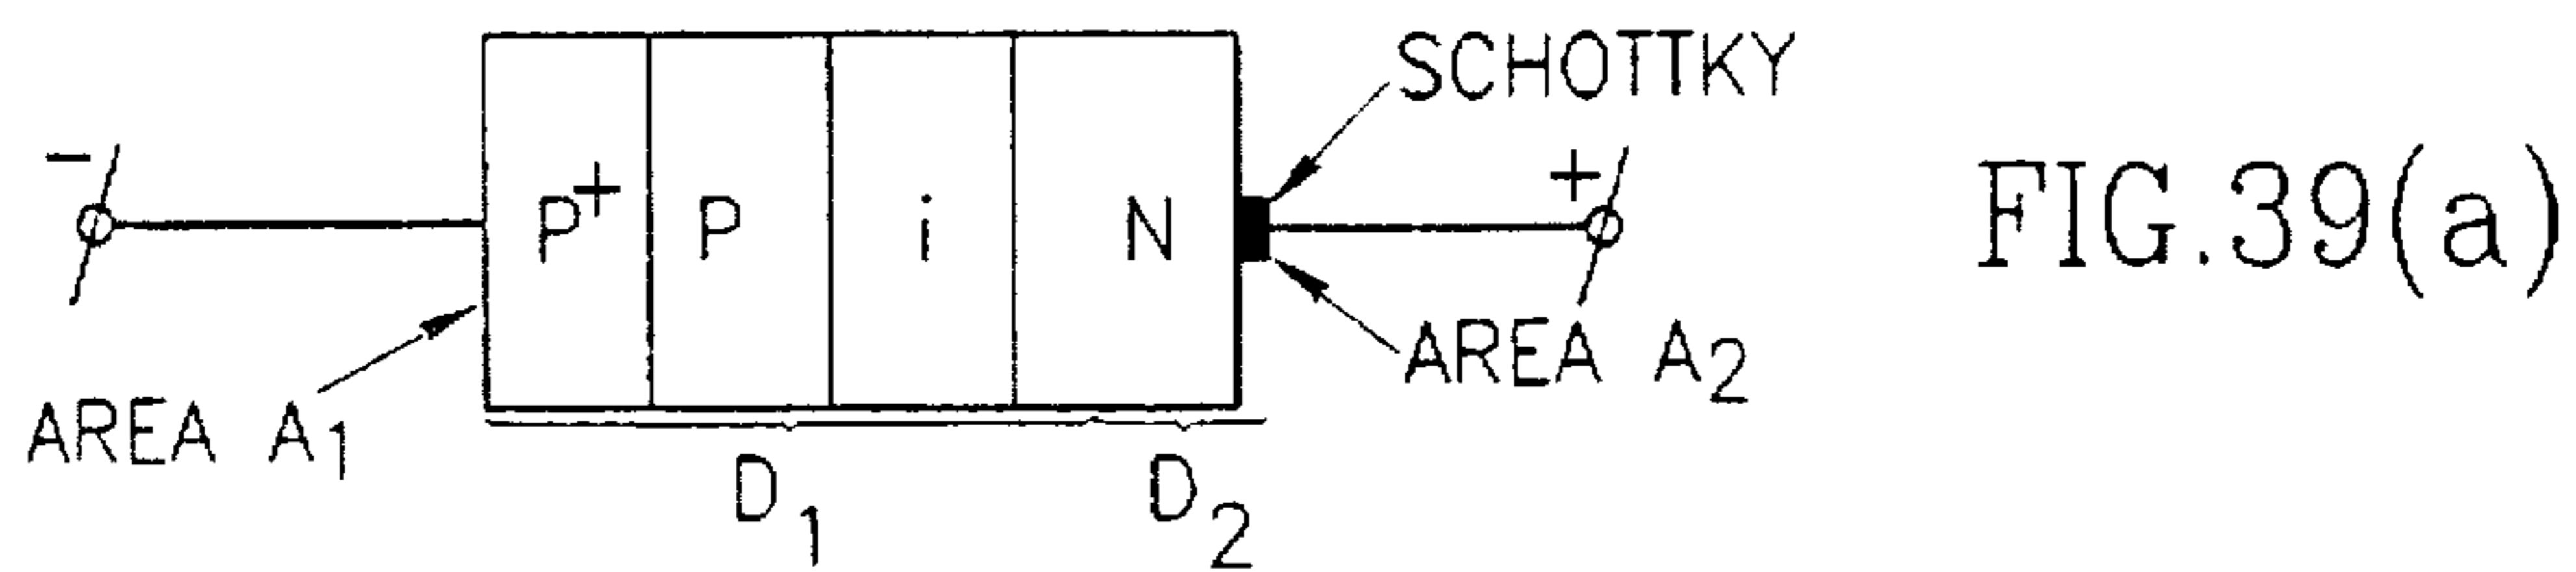 SCHOTTKY
- P+ P i N +
FIG.39(a)
AREA A2
AREA A1
D1 D2